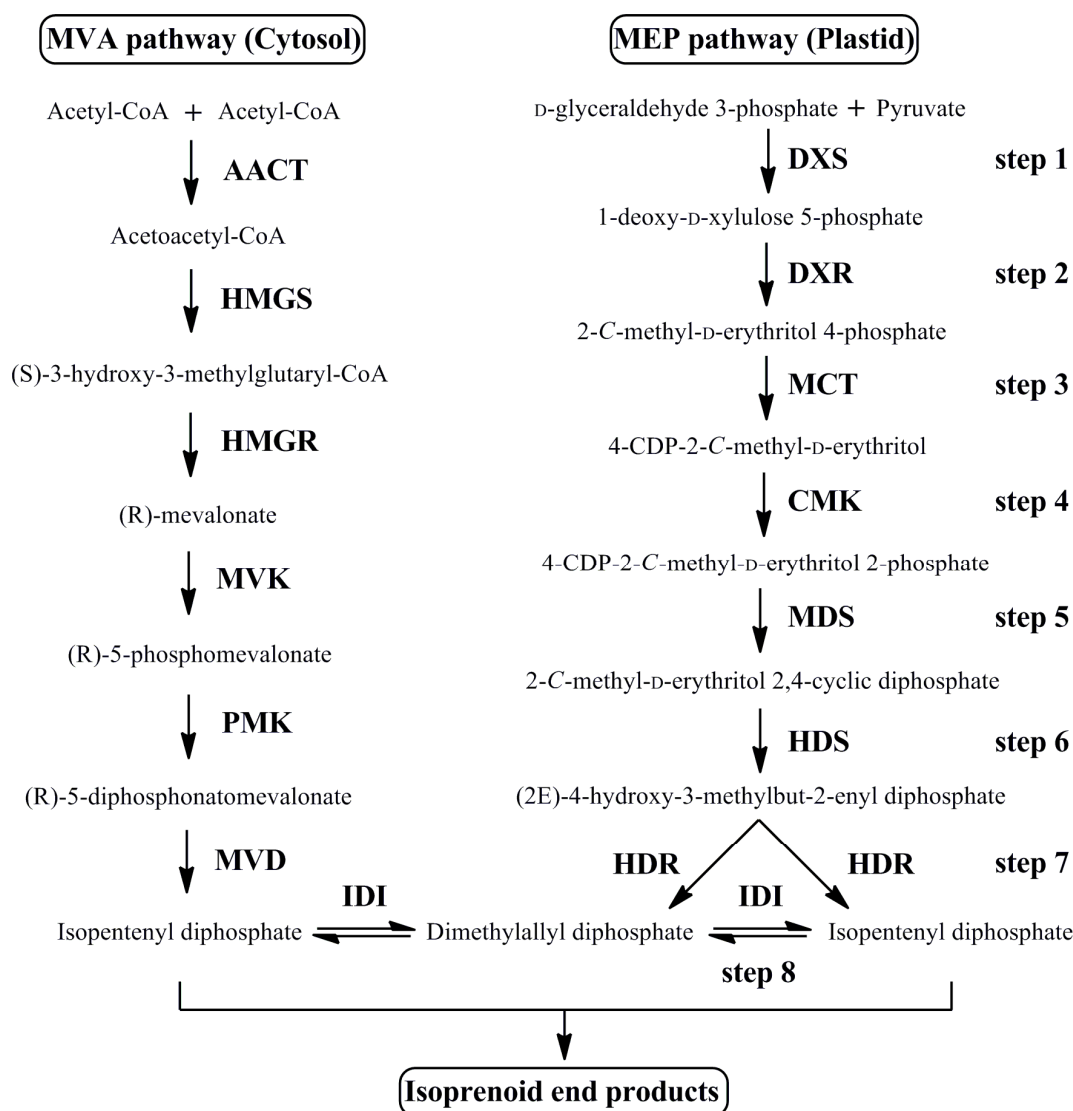 MVA pathway (Cytosol)
Acetyl-CoA + Acetyl-CoA
AACT
Acetoacetyl-CoA
HMGS
(S)-3-hydroxy-3-methylglutaryl-CoA
HMGR
(R)-mevalonate
MVK
(R)-5-phosphomevalonate
PMK
(R)-5-diphosphonatomevalonate
MVD
MEP pathway (Plastid)
D-glyceraldehyde 3-phosphate + Pyruvate
DXS step 1
1-deoxy-D-xylulose 5-phosphate
DXR step 2
2-C-methyl-D-erythritol 4-phosphate
MCT step 3
4-CDP-2-C-methyl-D-erythritol
CMK step 4
4-CDP-2-C-methyl-D-erythritol 2-phosphate
MDS step 5
2-C-methyl-D-erythritol 2,4-cyclic diphosphate
HDS step 6
(2E)-4-hydroxy-3-methylbut-2-enyl diphosphate
HDR HDR step 7
IDI IDI
Isopentenyl diphosphate Dimethylallyl diphosphate Isopentenyl diphosphate
step 8
Isoprenoid end products